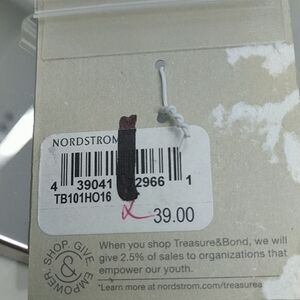 NORDSTROM
4 39041 2966 1
TB101HO16
39.00
SHOP. GIVE. EMPOWER.
&
When you shop Treasure&Bond, we will
give 2.5% of sales to organizations that
empower our youth.
*Learn more at nordstrom.com/treasure